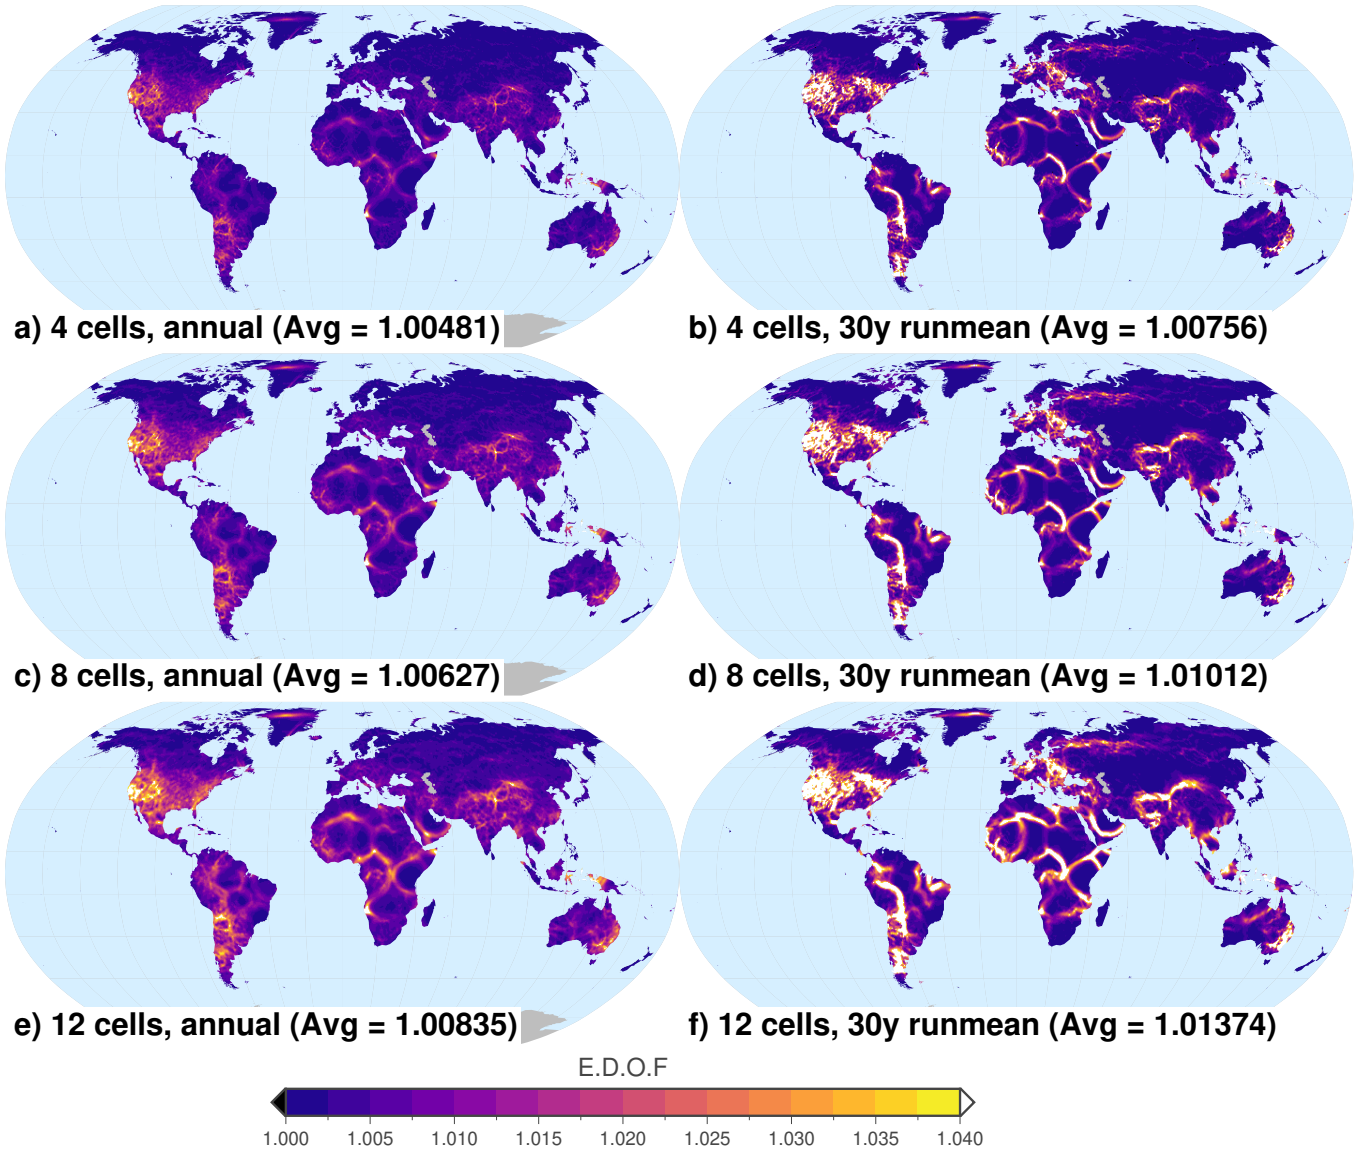 a) 4 cells, annual (Avg = 1.00481)
b) 4 cells, 30y runmean (Avg = 1.00756)
c) 8 cells, annual (Avg = 1.00627)
d) 8 cells, 30y runmean (Avg = 1.01012)
e) 12 cells, annual (Avg = 1.00835)
f) 12 cells, 30y runmean (Avg = 1.01374)
E.D.O.F
1.000 1.005 1.010 1.015 1.020 1.025 1.030 1.035 1.040